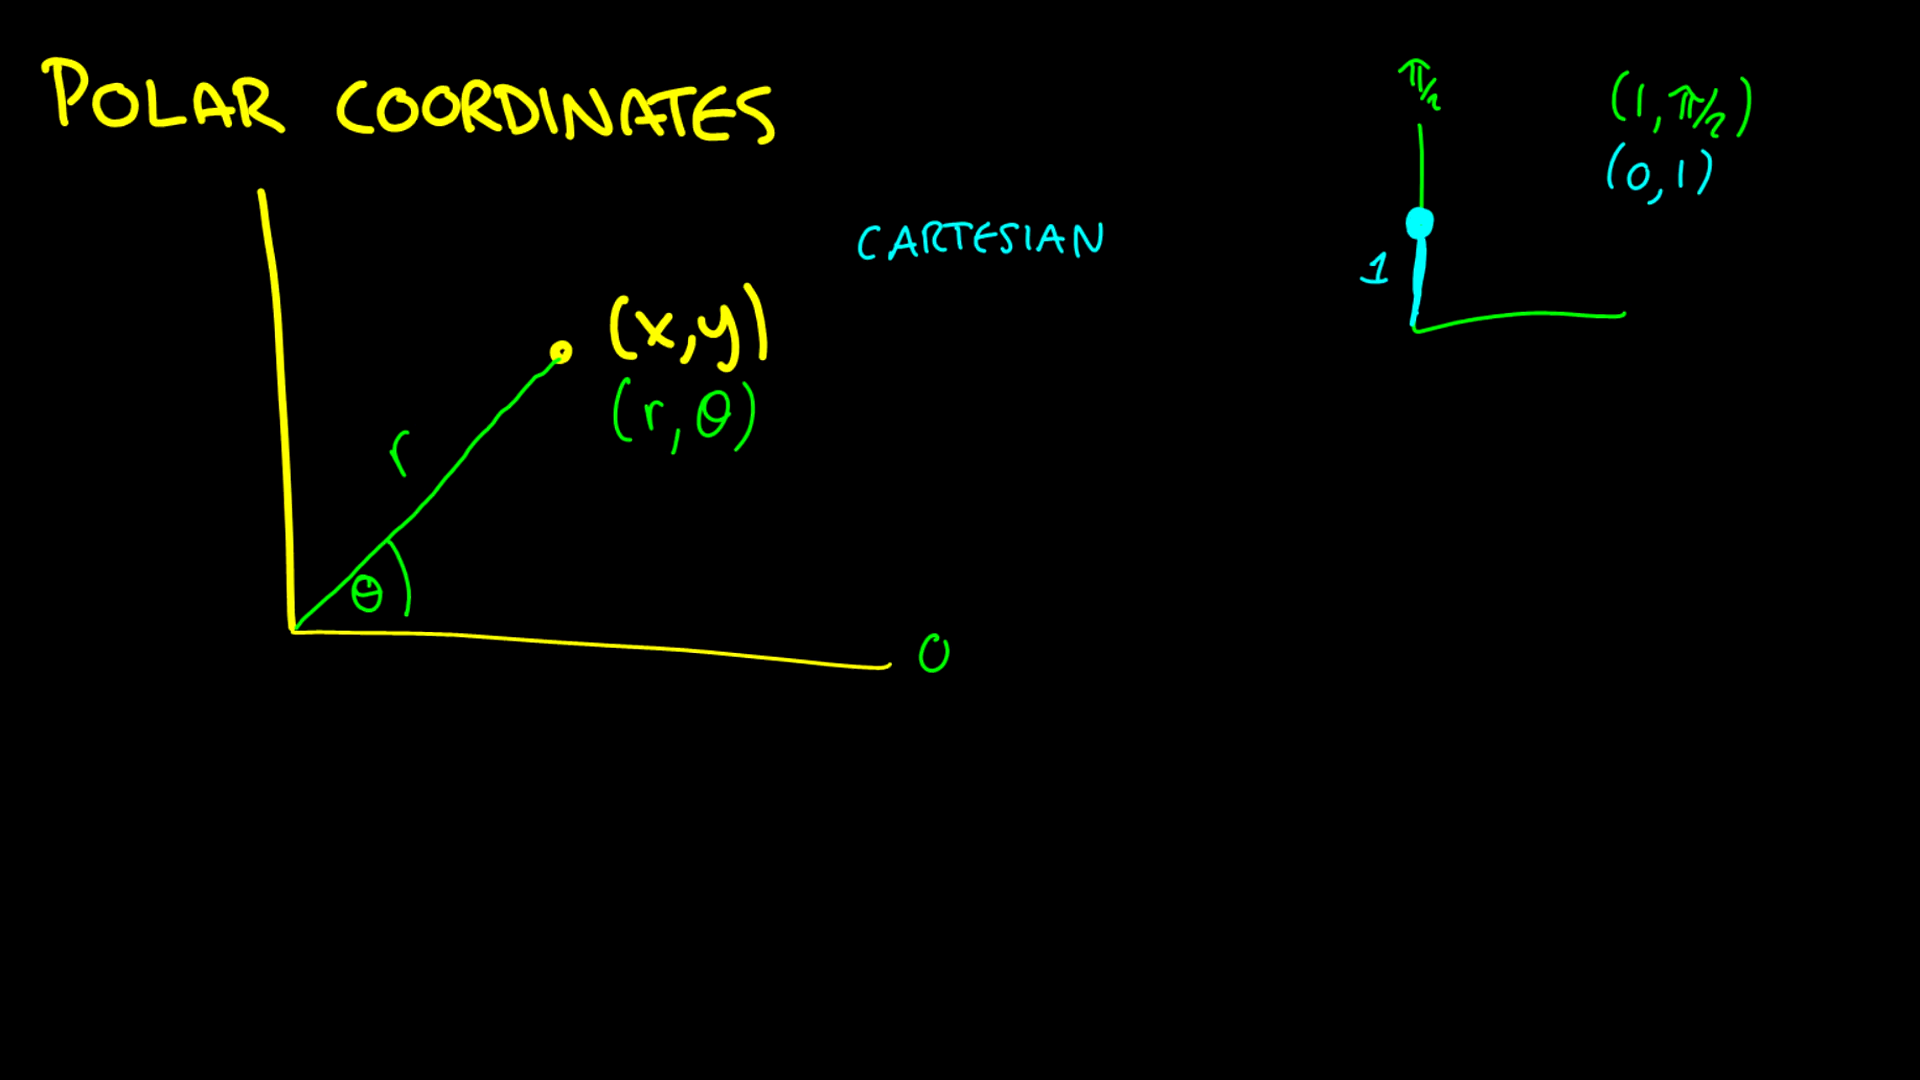 POLAR COORDINATES
CARTESIAN
(x,y)
(r,θ)
r
θ
0
π/2
1
(1,π/2)
(0,1)